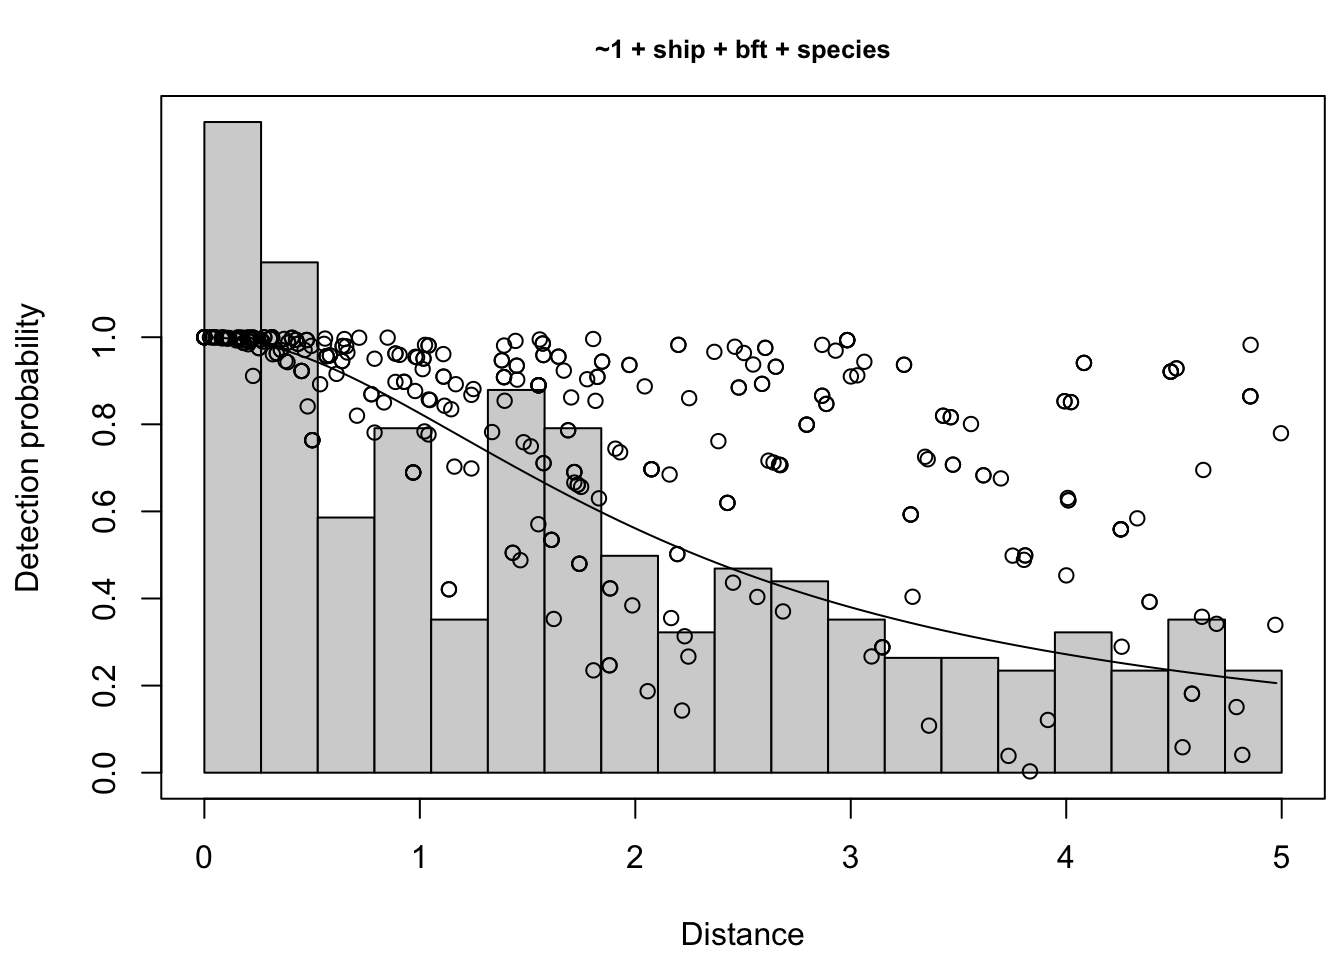 ~1 + ship + bft + species
Detection probability
1.0
0.8
0.6
0.4
0.2
0.0
0 1 2 3 4 5
Distance